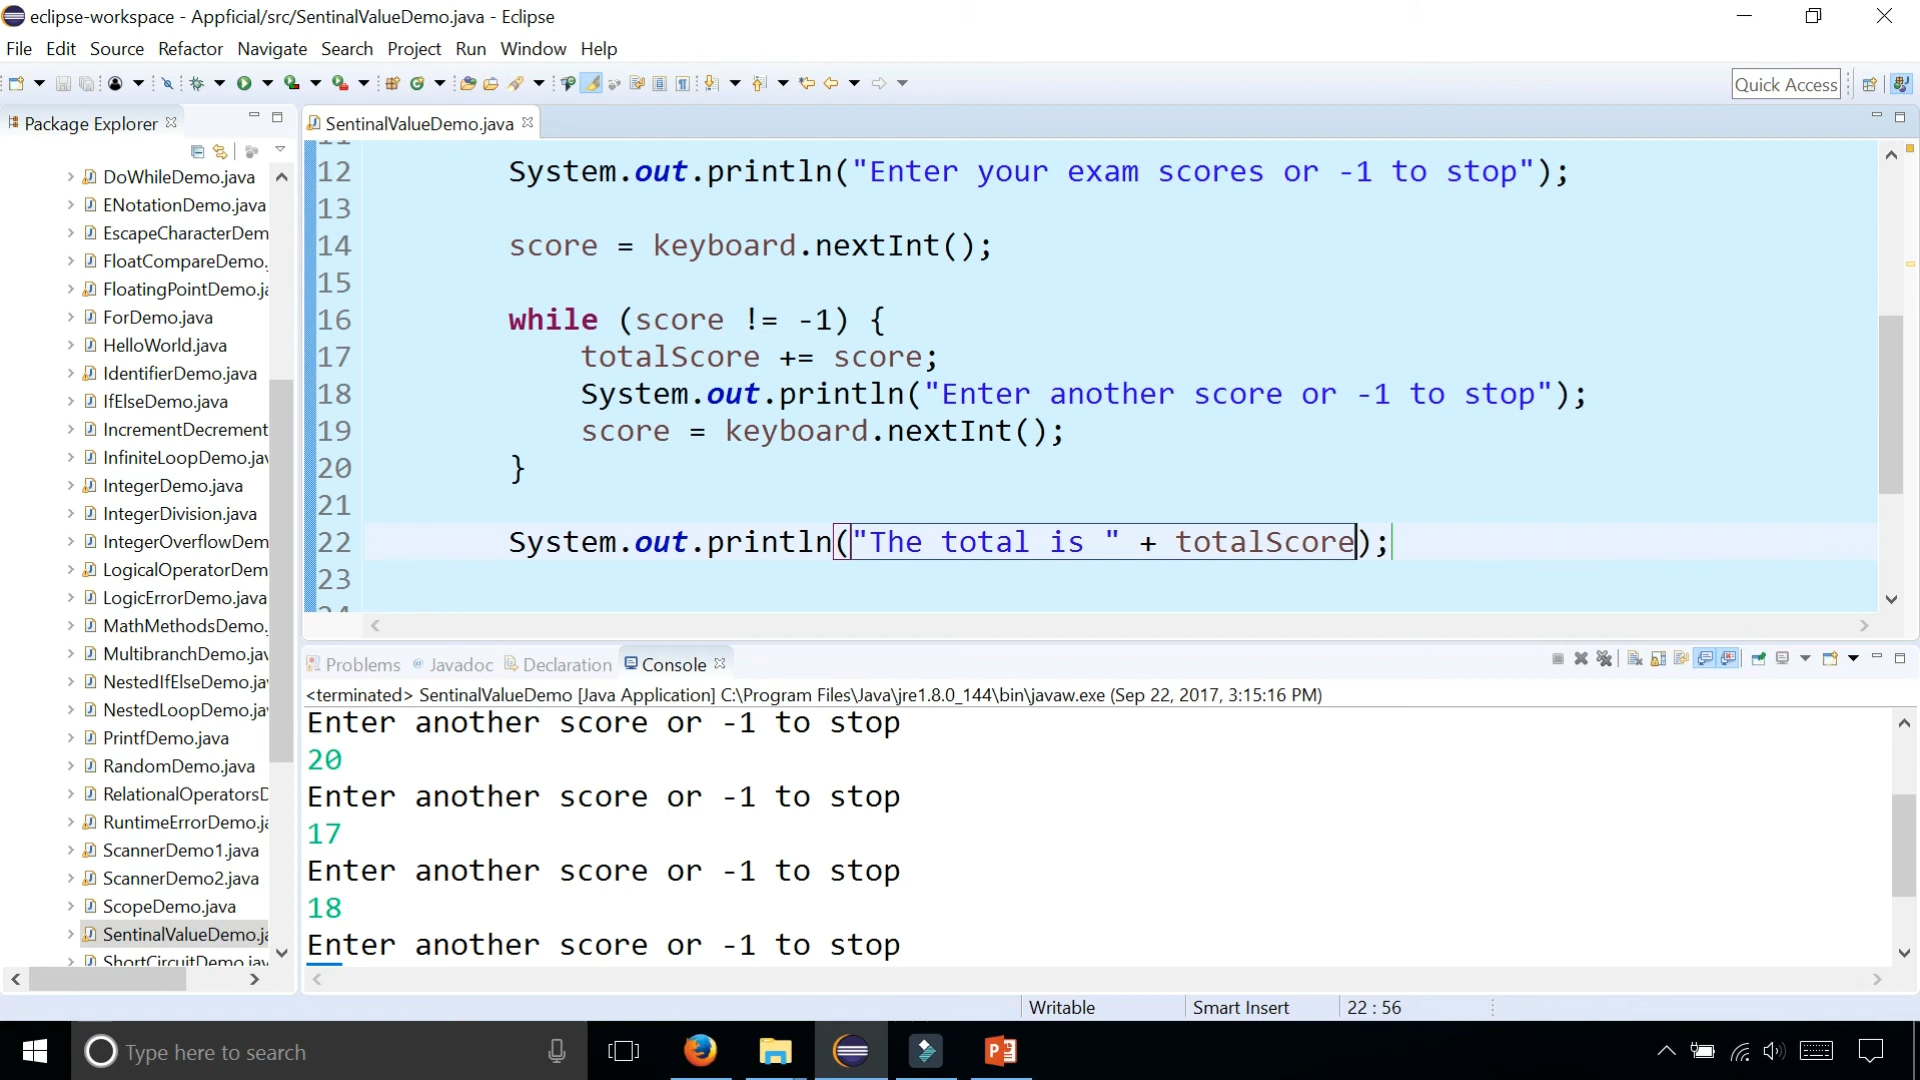 eclipse-workspace - Appficial/src/SentinalValueDemo.java - Eclipse
File Edit Source Refactor Navigate Search Project Run Window Help
Quick Access
Package Explorer
SentinalValueDemo.java
DoWhileDemo.java
ENotationDemo.java
EscapeCharacterDem
FloatCompareDemo.
FloatingPointDemo.ja
ForDemo.java
HelloWorld.java
IdentifierDemo.java
IfElseDemo.java
IncrementDecrement
InfiniteLoopDemo.jav
IntegerDemo.java
IntegerDivision.java
IntegerOverflowDem
LogicalOperatorDem
LogicErrorDemo.java
MathMethodsDemo.
MultibranchDemo.jav
NestedIfElseDemo.ja
NestedLoopDemo.ja
PrintfDemo.java
RandomDemo.java
RelationalOperatorsD
RuntimeErrorDemo.ja
ScannerDemo1.java
ScannerDemo2.java
ScopeDemo.java
SentinalValueDemo.ja
ShortCircuitDemo.jav
11
12 System.out.println("Enter your exam scores or -1 to stop");
13
14 score = keyboard.nextInt();
15
16 while (score != -1) {
17 totalScore += score;
18 System.out.println("Enter another score or -1 to stop");
19 score = keyboard.nextInt();
20 }
21
22 System.out.println("The total is " + totalScore);
23
24
Problems Javadoc Declaration Console
<terminated> SentinalValueDemo [Java Application] C:\Program Files\Java\jre1.8.0_144\bin\javaw.exe (Sep 22, 2017, 3:15:16 PM)
Enter another score or -1 to stop
20
Enter another score or -1 to stop
17
Enter another score or -1 to stop
18
Enter another score or -1 to stop
Writable Smart Insert 22 : 56
Type here to search